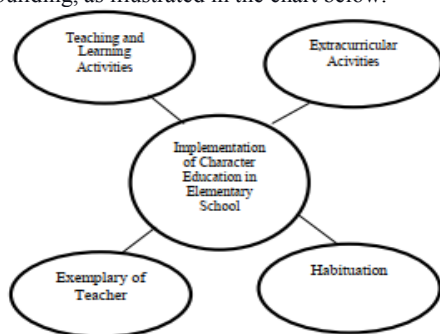 ounding, as illustrated in the chart below:
Teaching and
Learning
Activities
Extracurricular
Acivities
Implementation
of Character
Education in
Elementary
School
Exemplary of
Teacher
Habituation